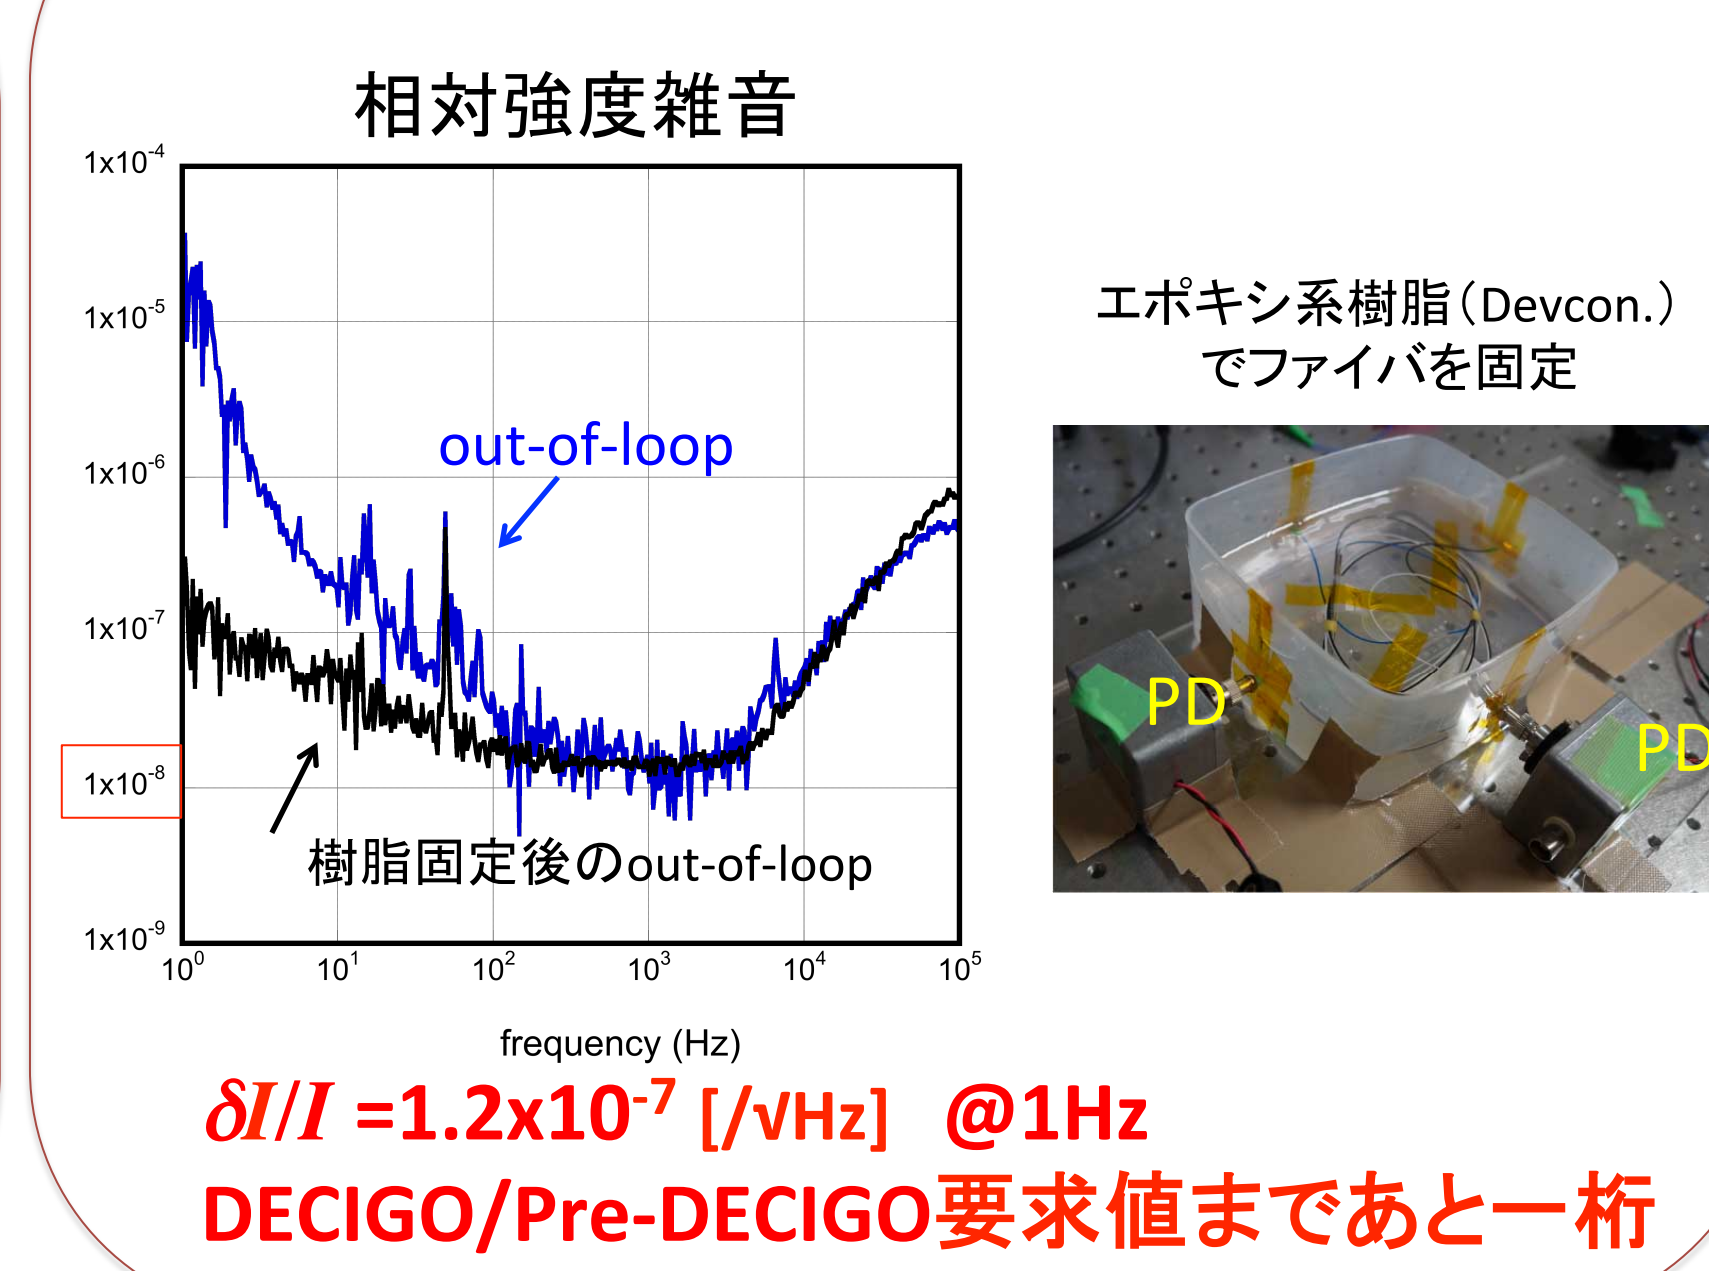 相対強度雑音
1x10-4
1x10-5
1x10-6
1x10-7
1x10-8
1x10-9
out-of-loop
樹脂固定後のout-of-loop
100 101 102 103 104 105
frequency (Hz)
エポキシ系樹脂（Devcon.）
でファイバを固定
PD
PD
δI/I =1.2x10-7 [/√Hz] @1Hz
DECIGO/Pre-DECIGO要求値まであと一桁